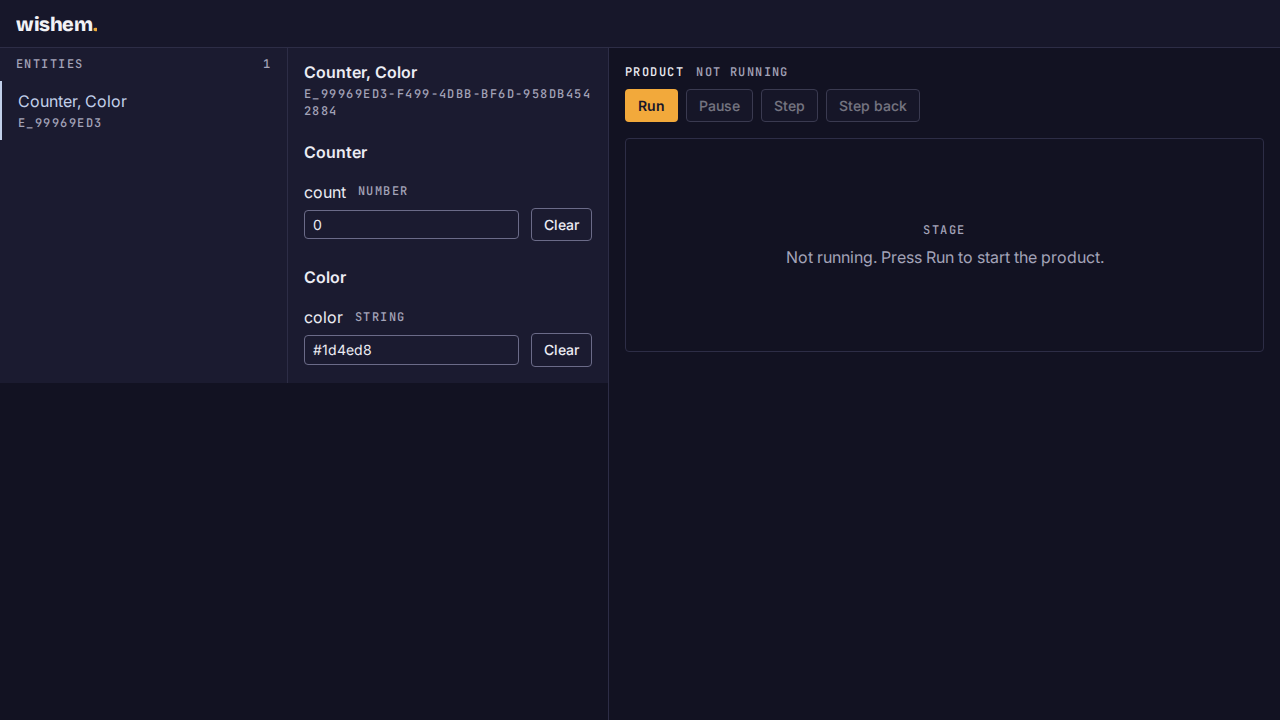 wishem.
ENTITIES 1
Counter, Color
E_99969ED3
Counter, Color
E_99969ED3-F499-4DBB-BF6D-958DB454
2884
Counter
count NUMBER
0 Clear
Color
color STRING
#1d4ed8 Clear
PRODUCT NOT RUNNING
Run Pause Step Step back
STAGE
Not running. Press Run to start the product.